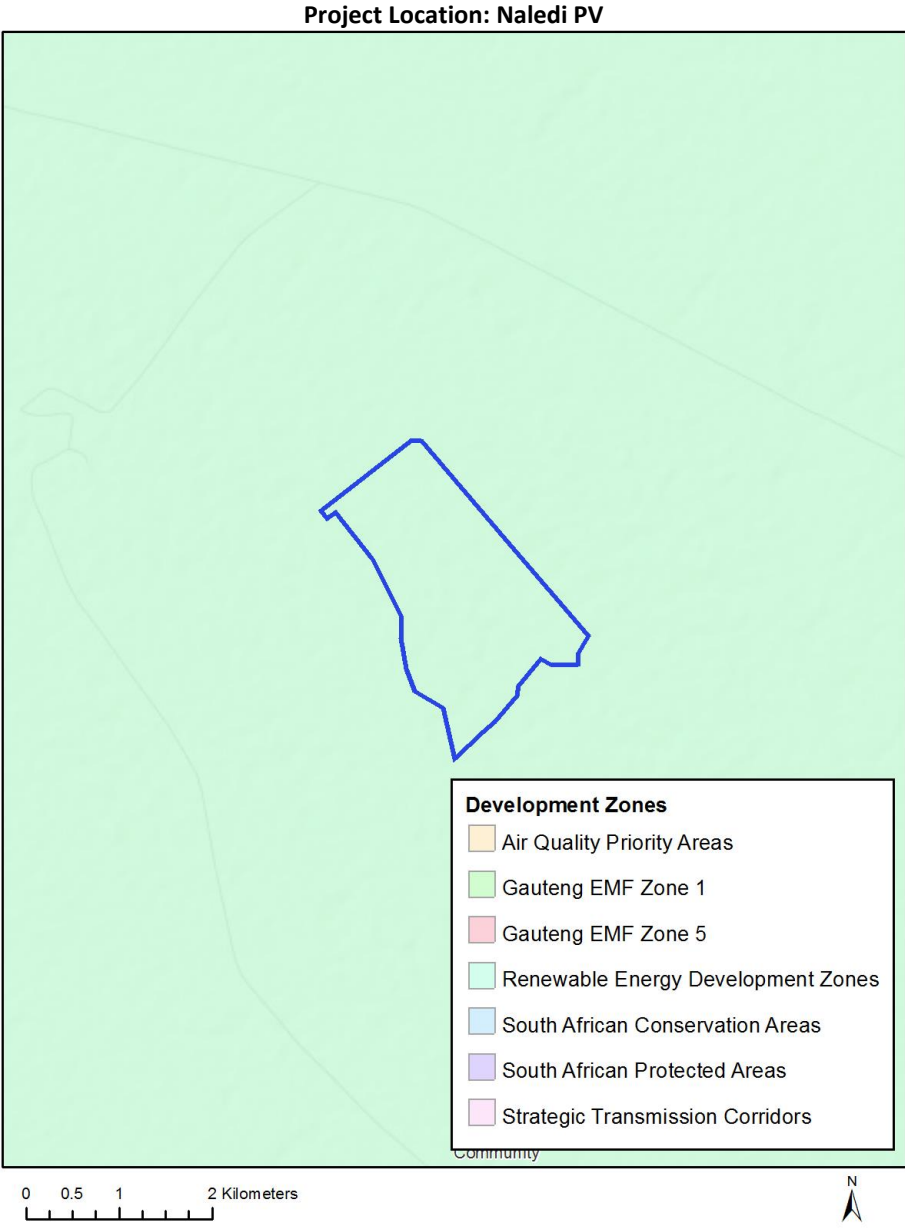 Project Location: Naledi PV
Development Zones
Air Quality Priority Areas
Gauteng EMF Zone 1
Gauteng EMF Zone 5
Renewable Energy Development Zones
South African Conservation Areas
South African Protected Areas
Strategic Transmission Corridors
Community
0 0.5 1 2 Kilometers
N